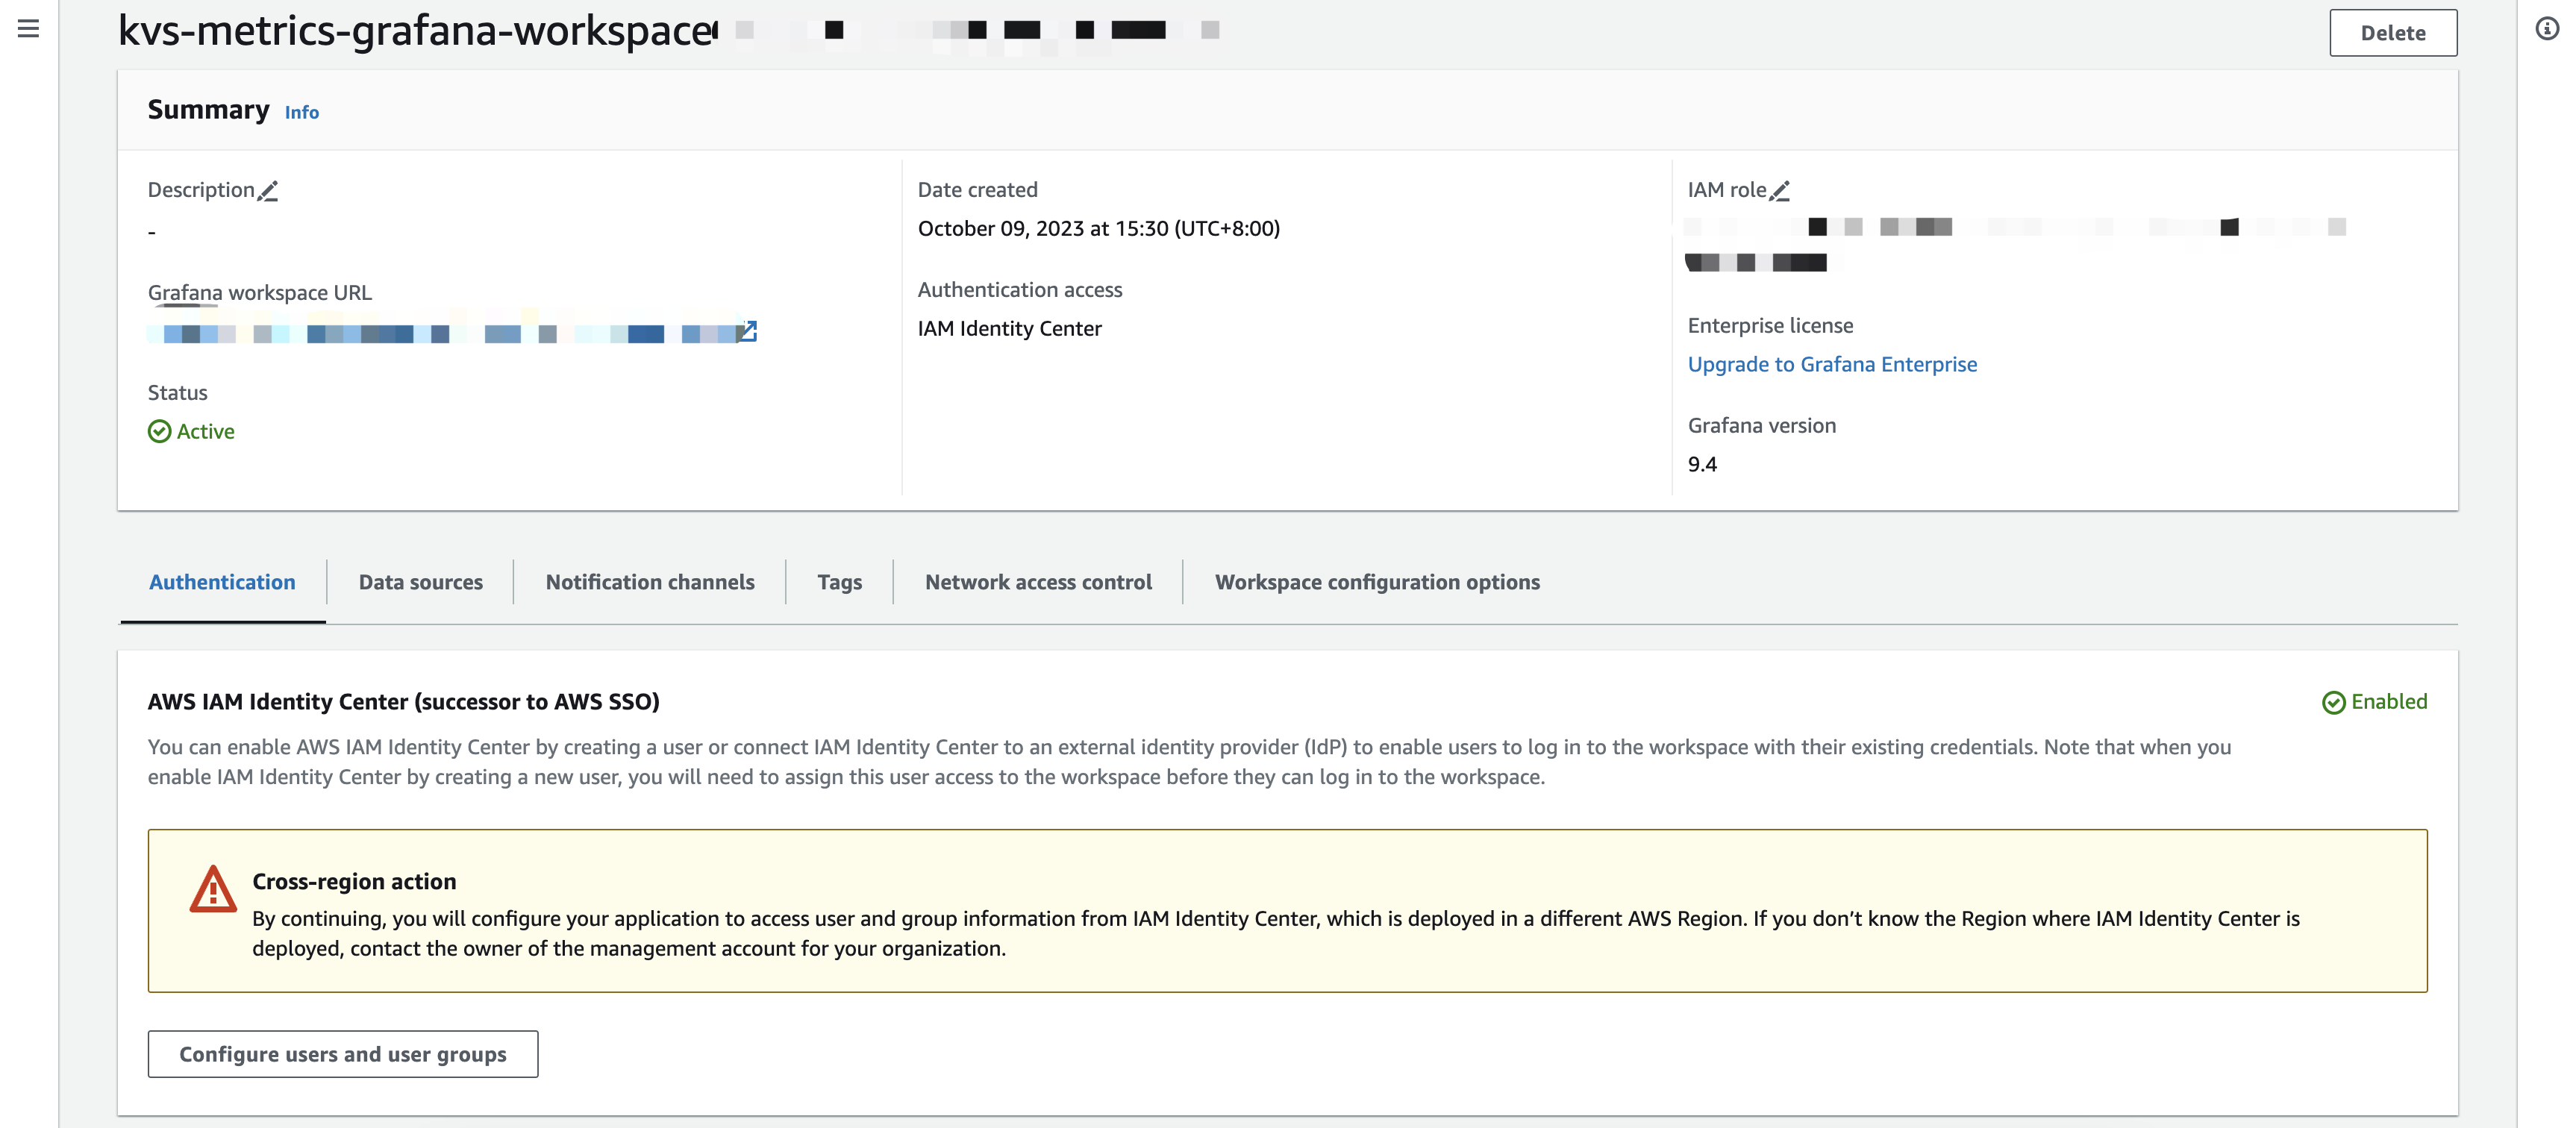 kvs-metrics-grafana-workspace
Delete
Summary Info
Description
-
Grafana workspace URL
Status
Active
Date created
October 09, 2023 at 15:30 (UTC+8:00)
Authentication access
IAM Identity Center
IAM role
Enterprise license
Upgrade to Grafana Enterprise
Grafana version
9.4
Authentication
Data sources
Notification channels
Tags
Network access control
Workspace configuration options
AWS IAM Identity Center (successor to AWS SSO)
Enabled
You can enable AWS IAM Identity Center by creating a user or connect IAM Identity Center to an external identity provider (IdP) to enable users to log in to the workspace with their existing credentials. Note that when you
enable IAM Identity Center by creating a new user, you will need to assign this user access to the workspace before they can log in to the workspace.
Cross-region action
By continuing, you will configure your application to access user and group information from IAM Identity Center, which is deployed in a different AWS Region. If you don’t know the Region where IAM Identity Center is
deployed, contact the owner of the management account for your organization.
Configure users and user groups